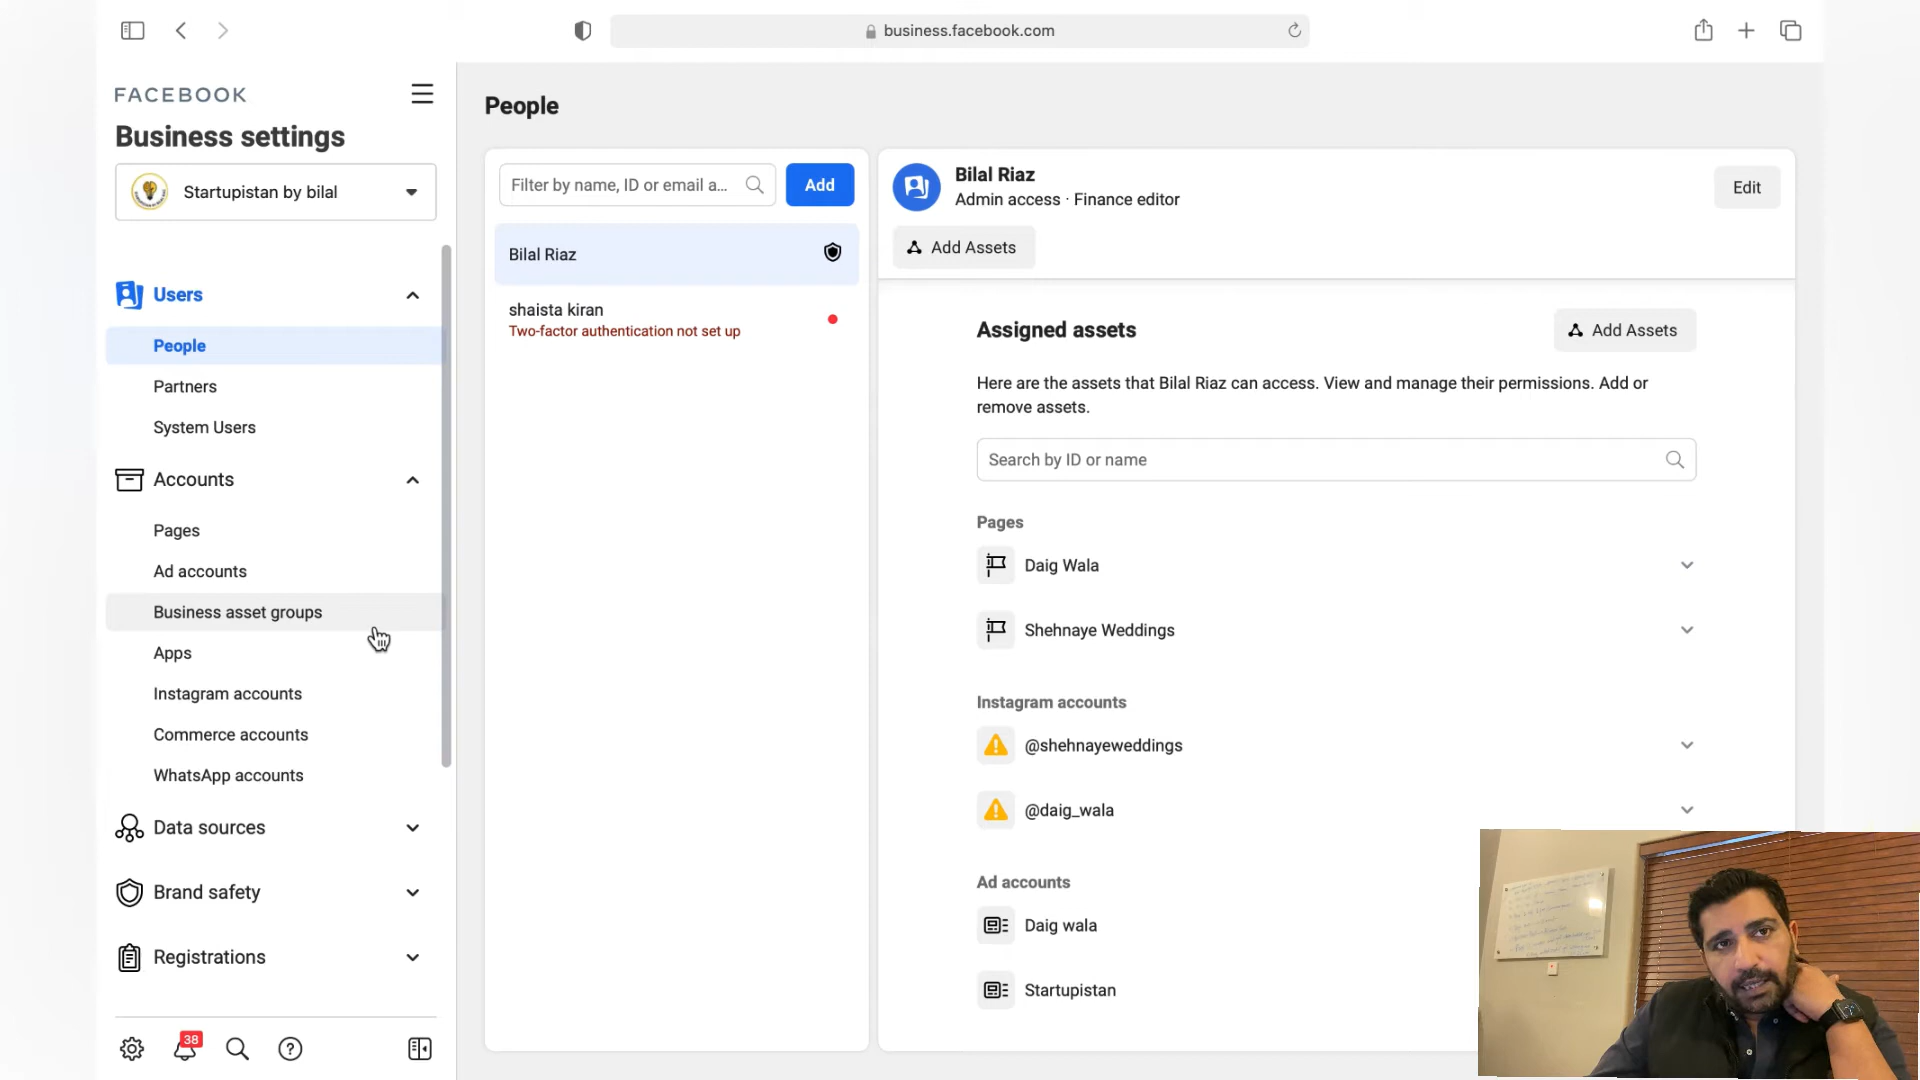 business.facebook.com
FACEBOOK
Business settings
Startupistan by bilal
Users
People
Partners
System Users
Accounts
Pages
Ad accounts
Business asset groups
Apps
Instagram accounts
Commerce accounts
WhatsApp accounts
Data sources
Brand safety
Registrations
38
People
Filter by name, ID or email a...
Add
Bilal Riaz
shaista kiran
Two-factor authentication not set up
Bilal Riaz
Admin access · Finance editor
Edit
Add Assets
Assigned assets
Add Assets
Here are the assets that Bilal Riaz can access. View and manage their permissions. Add or
remove assets.
Search by ID or name
Pages
Daig Wala
Shehnaye Weddings
Instagram accounts
@shehnayeweddings
@daig_wala
Ad accounts
Daig wala
Startupistan